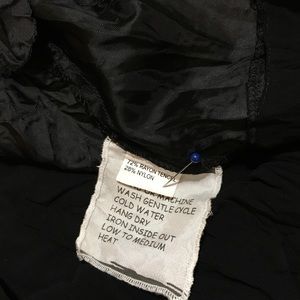 72% RAYON TENCEL
28% NYLON
OR MACHINE
WASH GENTLE CYCLE
COLD WATER
HANG DRY
IRON INSIDE OUT
LOW TO MEDIUM
HEAT